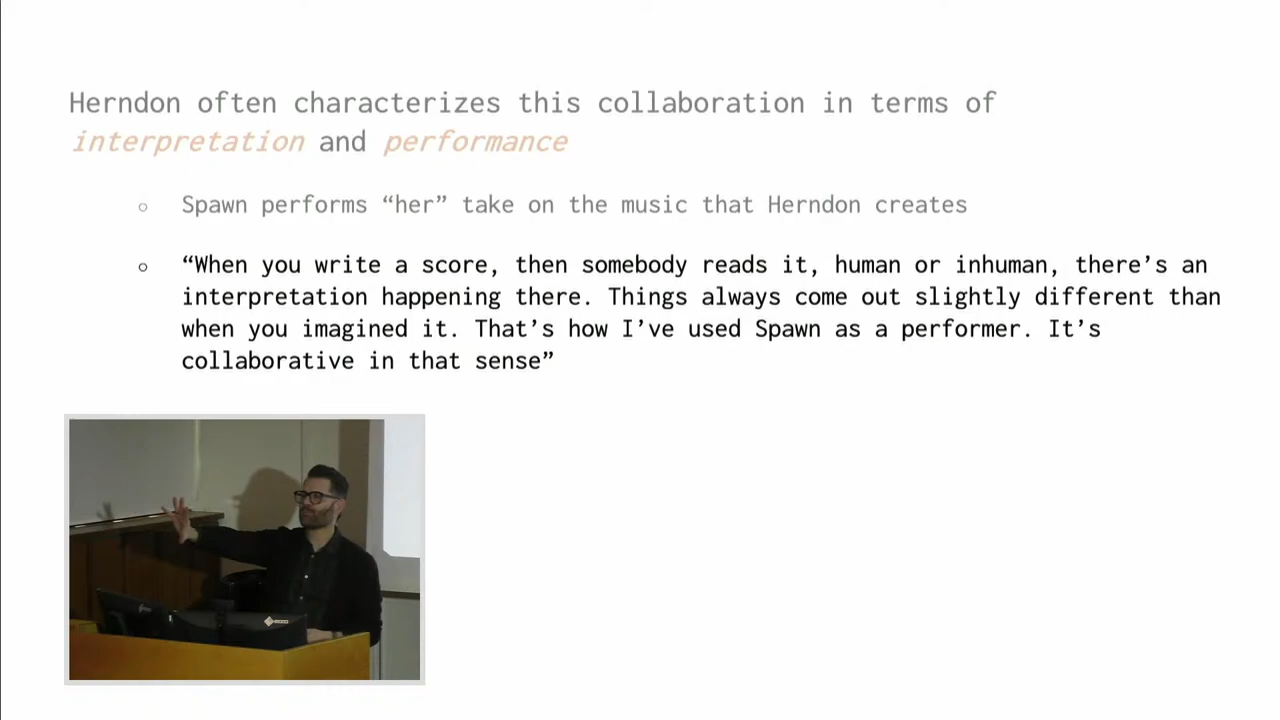 Herndon often characterizes this collaboration in terms of
interpretation and performance
○ Spawn performs “her” take on the music that Herndon creates
○ “When you write a score, then somebody reads it, human or inhuman, there’s an
interpretation happening there. Things always come out slightly different than
when you imagined it. That’s how I’ve used Spawn as a performer. It’s
collaborative in that sense”